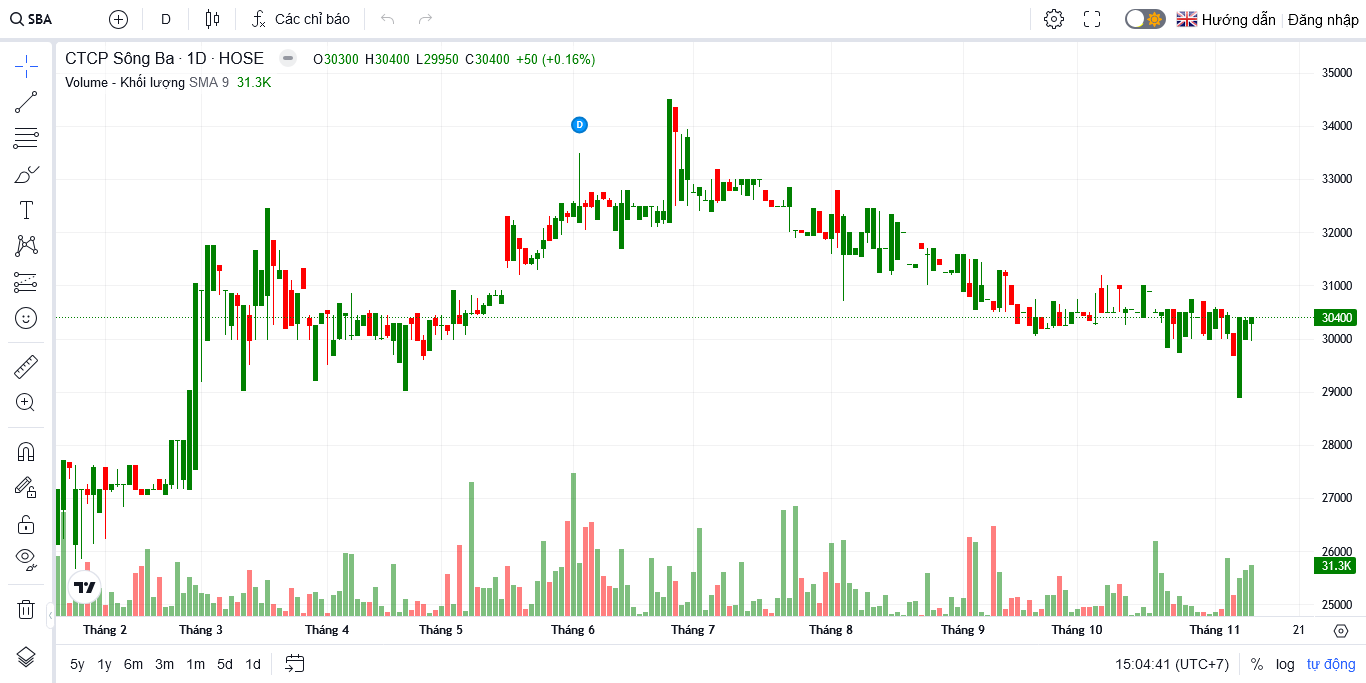 SBA D Các chỉ báo Hướng dẫn Đăng nhập
CTCP Sông Ba · 1D · HOSE O30300 H30400 L29950 C30400 +50 (+0.16%)
Volume - Khối lượng SMA 9 31.3K
D
35000
34000
33000
32000
31000
30400
30000
29000
28000
27000
26000
31.3K
25000
Tháng 2 Tháng 3 Tháng 4 Tháng 5 Tháng 6 Tháng 7 Tháng 8 Tháng 9 Tháng 10 Tháng 11 21
5y 1y 6m 3m 1m 5d 1d 15:04:41 (UTC+7) % log tự động